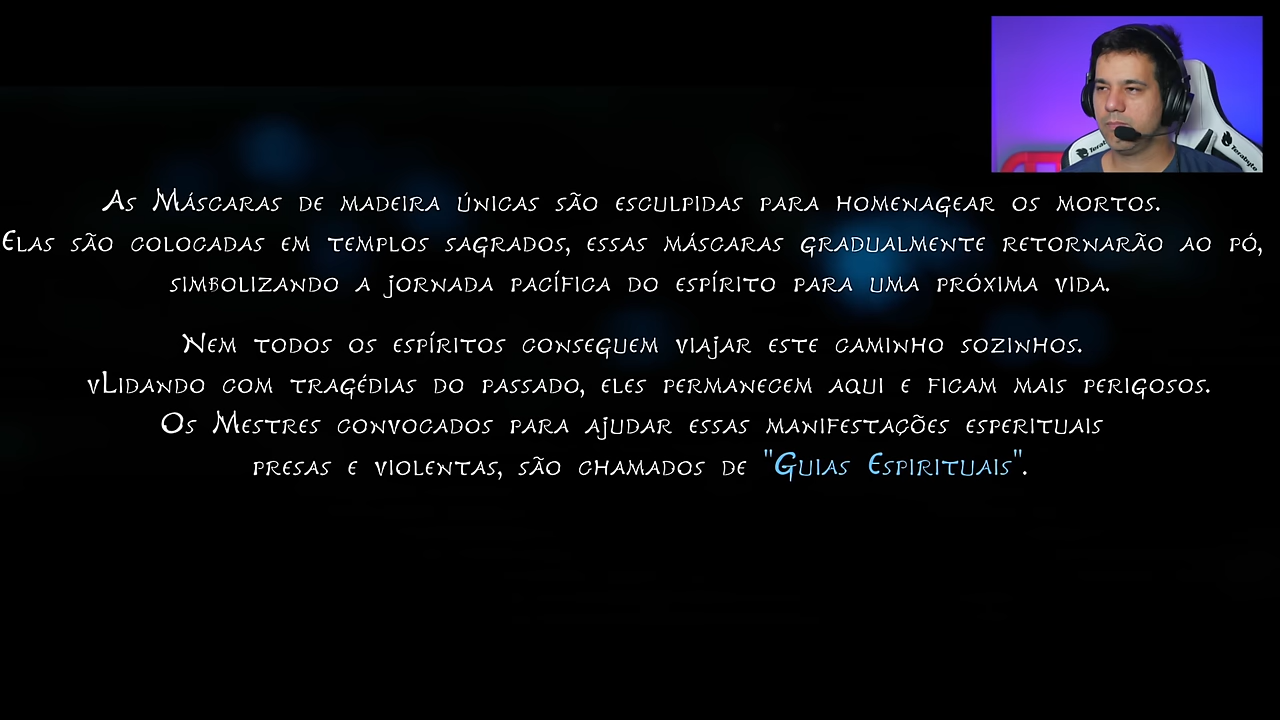 As Máscaras de madeira únicas são esculpidas para homenagear os mortos.
Elas são colocadas em templos sagrados, essas máscaras gradualmente retornarão ao pó,
simbolizando a jornada pacífica do espírito para uma próxima vida.
Nem todos os espíritos conseguem viajar este caminho sozinhos.
vLidando com tragédias do passado, eles permanecem aqui e ficam mais perigosos.
Os Mestres convocados para ajudar essas manifestações esperituais
presas e violentas, são chamados de "Guias Espirituais".
Terabyte